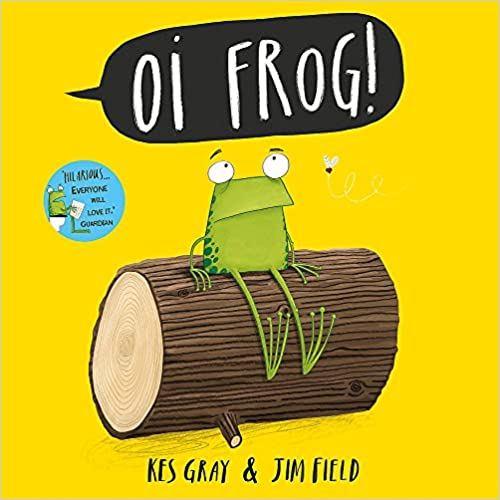 Oi FROG!
"HILARIOUS...
EVERYONE
WILL
LOVE IT."
GUARDIAN
KES GRAY & JIM FIELD